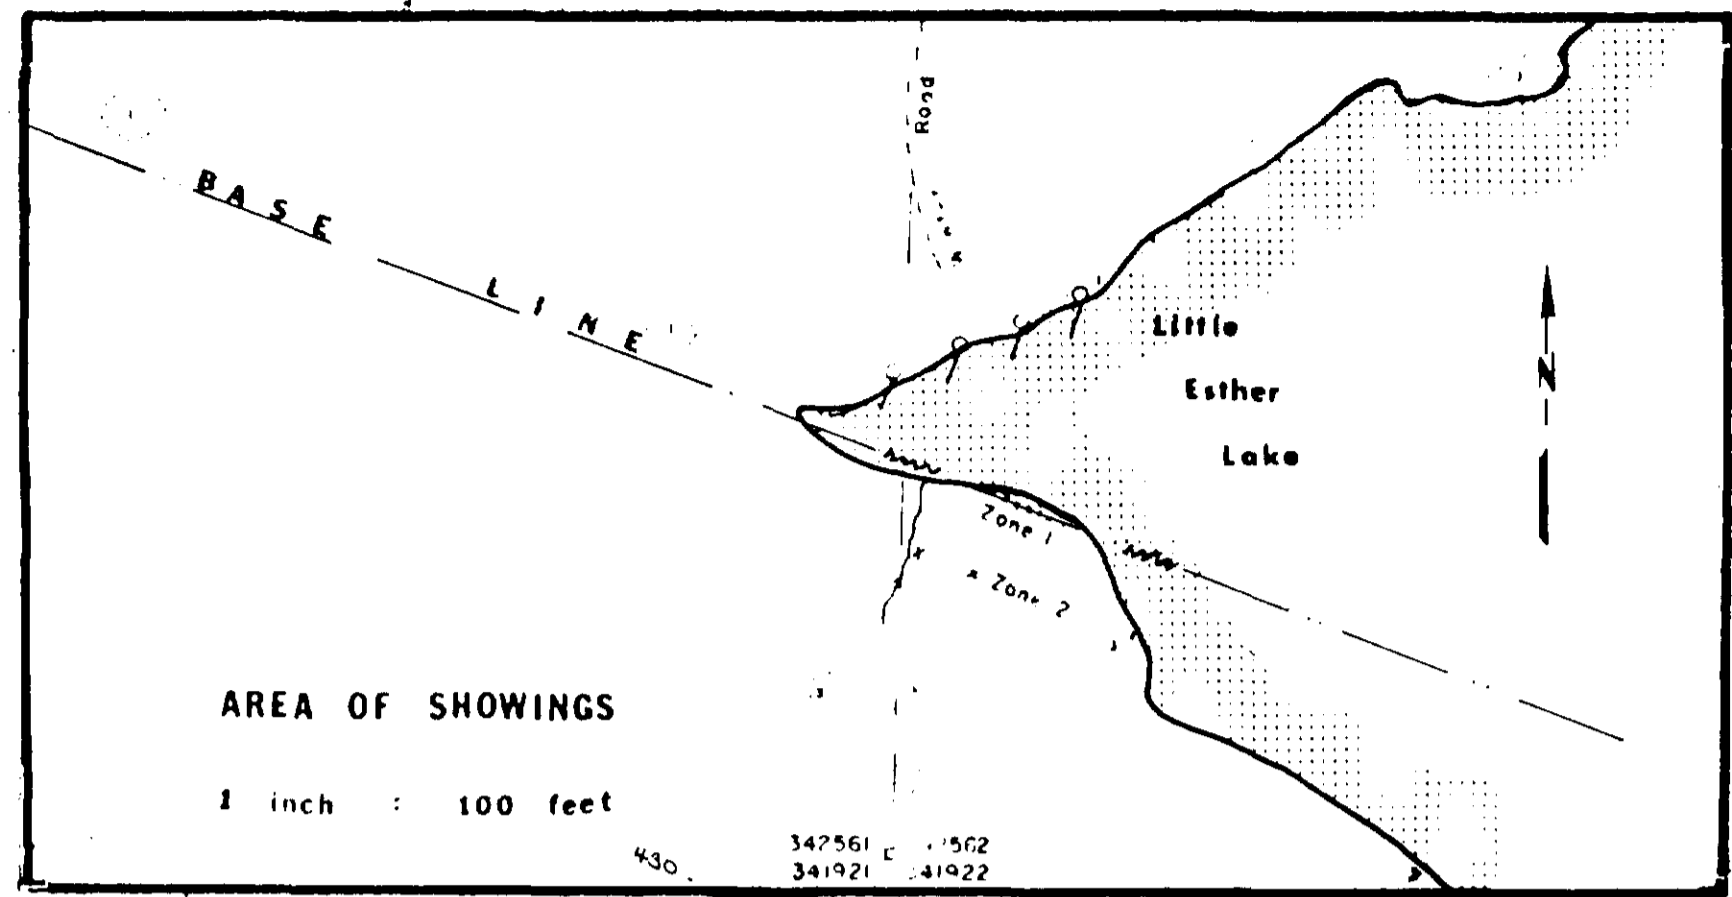 Road
BASE
LINE
Little
Esther
Lake
N
Zone 1
x Zone 2
x
AREA OF SHOWINGS
1 inch : 100 feet
430
342561
341921 41922